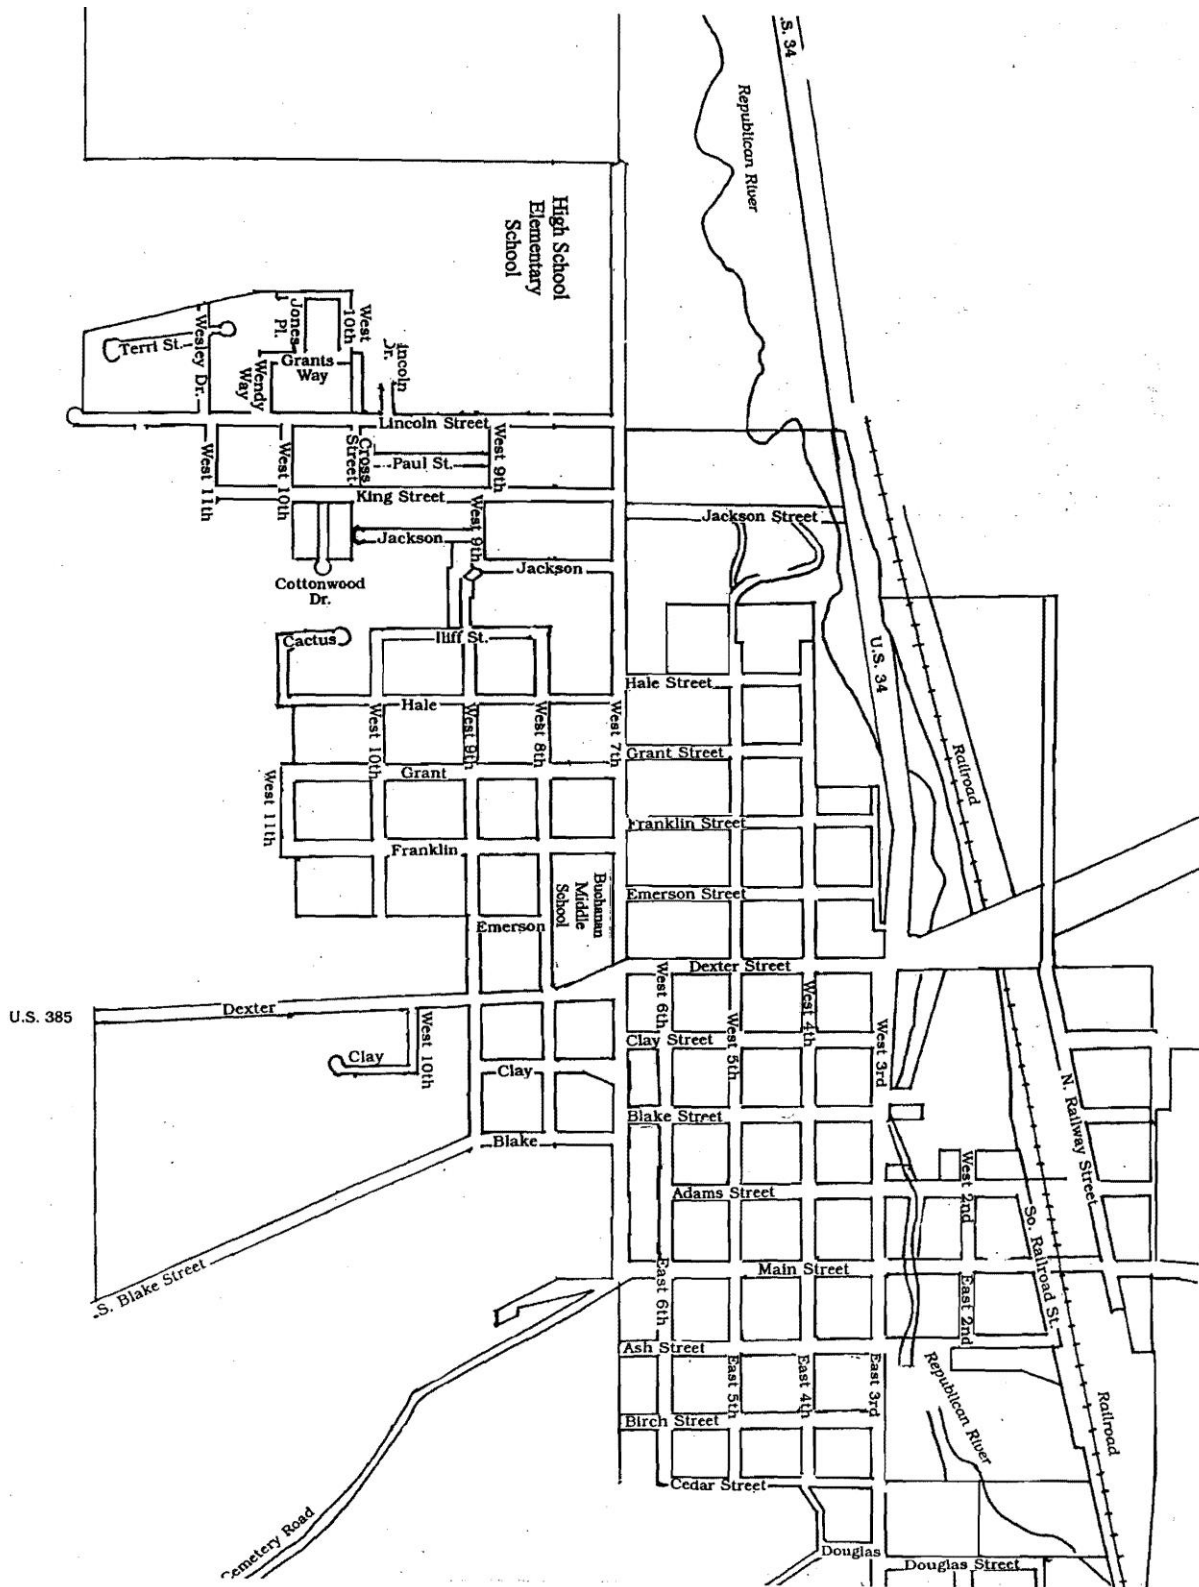 U.S. 34
Republican River
High School
Elementary
School
West
10th
Jones
Pl.
Wesley Dr.
Terri St.
Grants
Way
Wendy
Way
Lincoln Street
Cross
Street
Paul St.
West 9th
West 11th
West 10th
King Street
West 9th
Jackson Street
Jackson
Jackson
Cottonwood
Dr.
Cactus
Iliff St.
U.S. 34
Hale Street
Hale
West 10th
West 9th
West 8th
West 7th
Grant Street
Grant
Railroad
West 11th
Franklin Street
Franklin
Buchanan
Middle
School
Emerson Street
Emerson
Dexter Street
West 6th
West 5th
West 4th
West 3rd
U.S. 385
Dexter
West 10th
Clay Street
Clay
Clay
N. Railway Street
Blake Street
Blake
West 2nd
Adams Street
So. Railroad St.
Main Street
East 6th
East 2nd
S. Blake Street
Ash Street
East 5th
East 4th
East 3rd
Republican River
Railroad
Birch Street
Cedar Street
Cemetery Road
Douglas
Douglas Street